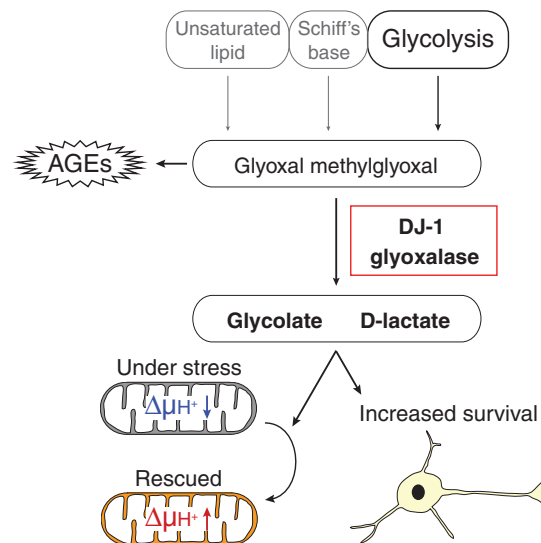 Unsaturated
lipid
Schiff's
base
Glycolysis
AGEs
Glyoxal methylglyoxal
DJ-1
glyoxalase
Glycolate D-lactate
Under stress
ΔμH⁺ ↓
Increased survival
Rescued
ΔμH⁺ ↑